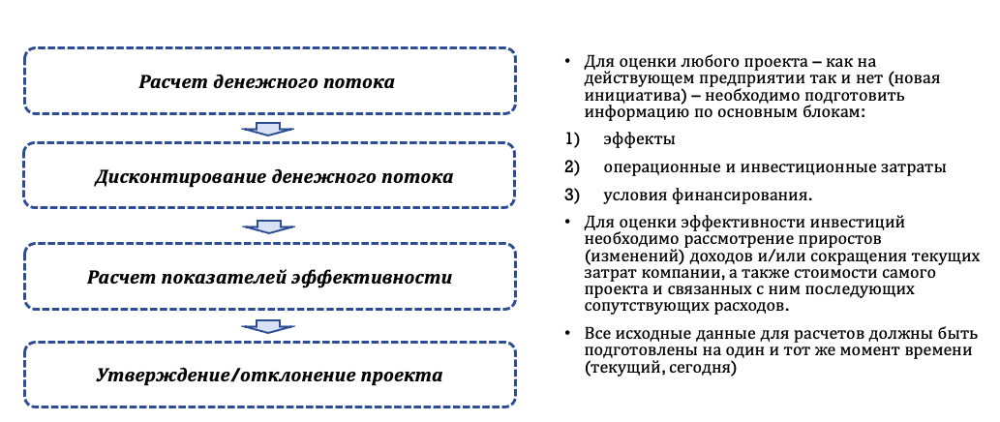 Расчет денежного потока
Дисконтирование денежного потока
Расчет показателей эффективности
Утверждение/отклонение проекта
• Для оценки любого проекта – как на
действующем предприятии так и нет (новая
инициатива) – необходимо подготовить
информацию по основным блокам:
1) эффекты
2) операционные и инвестиционные затраты
3) условия финансирования.
• Для оценки эффективности инвестиций
необходимо рассмотрение приростов
(изменений) доходов и/или сокращения текущих
затрат компании, а также стоимости самого
проекта и связанных с ним последующих
сопутствующих расходов.
• Все исходные данные для расчетов должны быть
подготовлены на один и тот же момент времени
(текущий, сегодня)